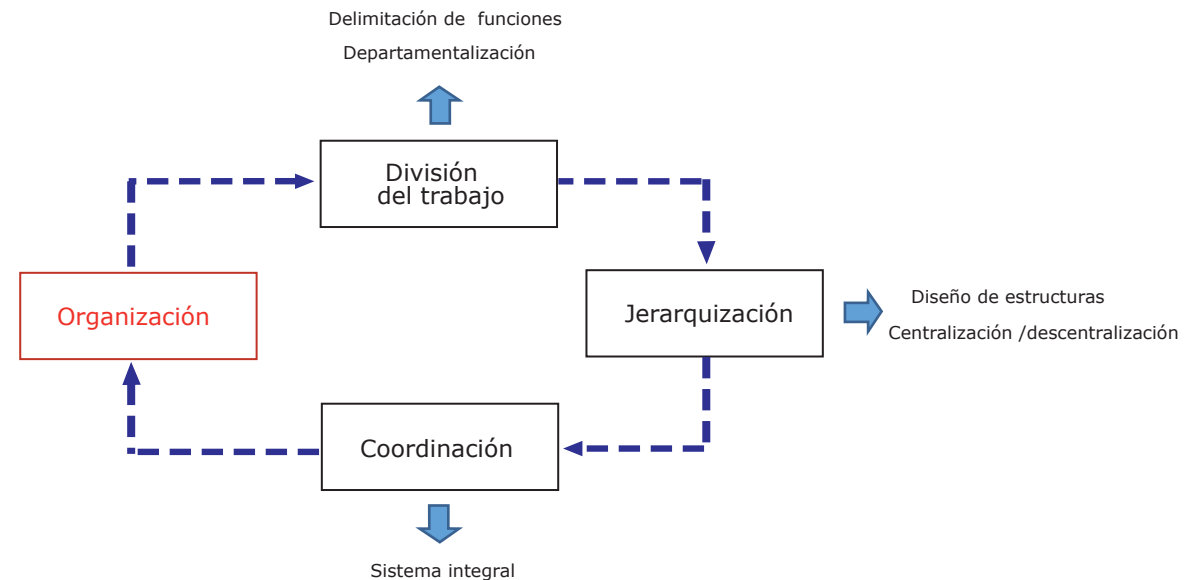 Delimitación de funciones
Departamentalización
División
del trabajo
Organización
Jerarquización
Diseño de estructuras
Centralización /descentralización
Coordinación
Sistema integral